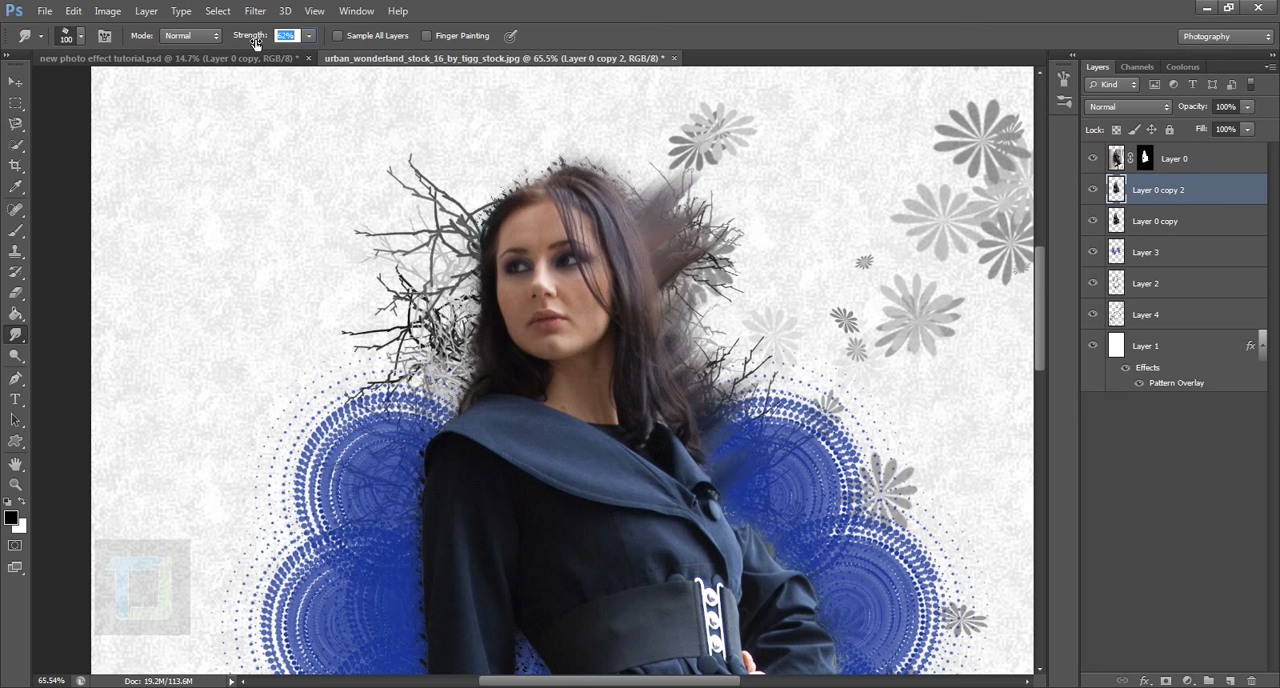 Ps File Edit Image Layer Type Select Filter 3D View Window Help
100 Mode: Normal Strength: 62% Sample All Layers Finger Painting Photography
new photo effect tutorial.psd @ 14.7% (Layer 0 copy, RGB/8) * × urban_wonderland_stock_16_by_tigg_stock.jpg @ 65.5% (Layer 0 copy 2, RGB/8) * ×
Layers Channels Coolorus
Kind
Normal Opacity: 100%
Lock: Fill: 100%
Layer 0
Layer 0 copy 2
Layer 0 copy
Layer 3
Layer 2
Layer 4
Layer 1 fx
Effects
Pattern Overlay
65.54% Doc: 19.2M/113.6M